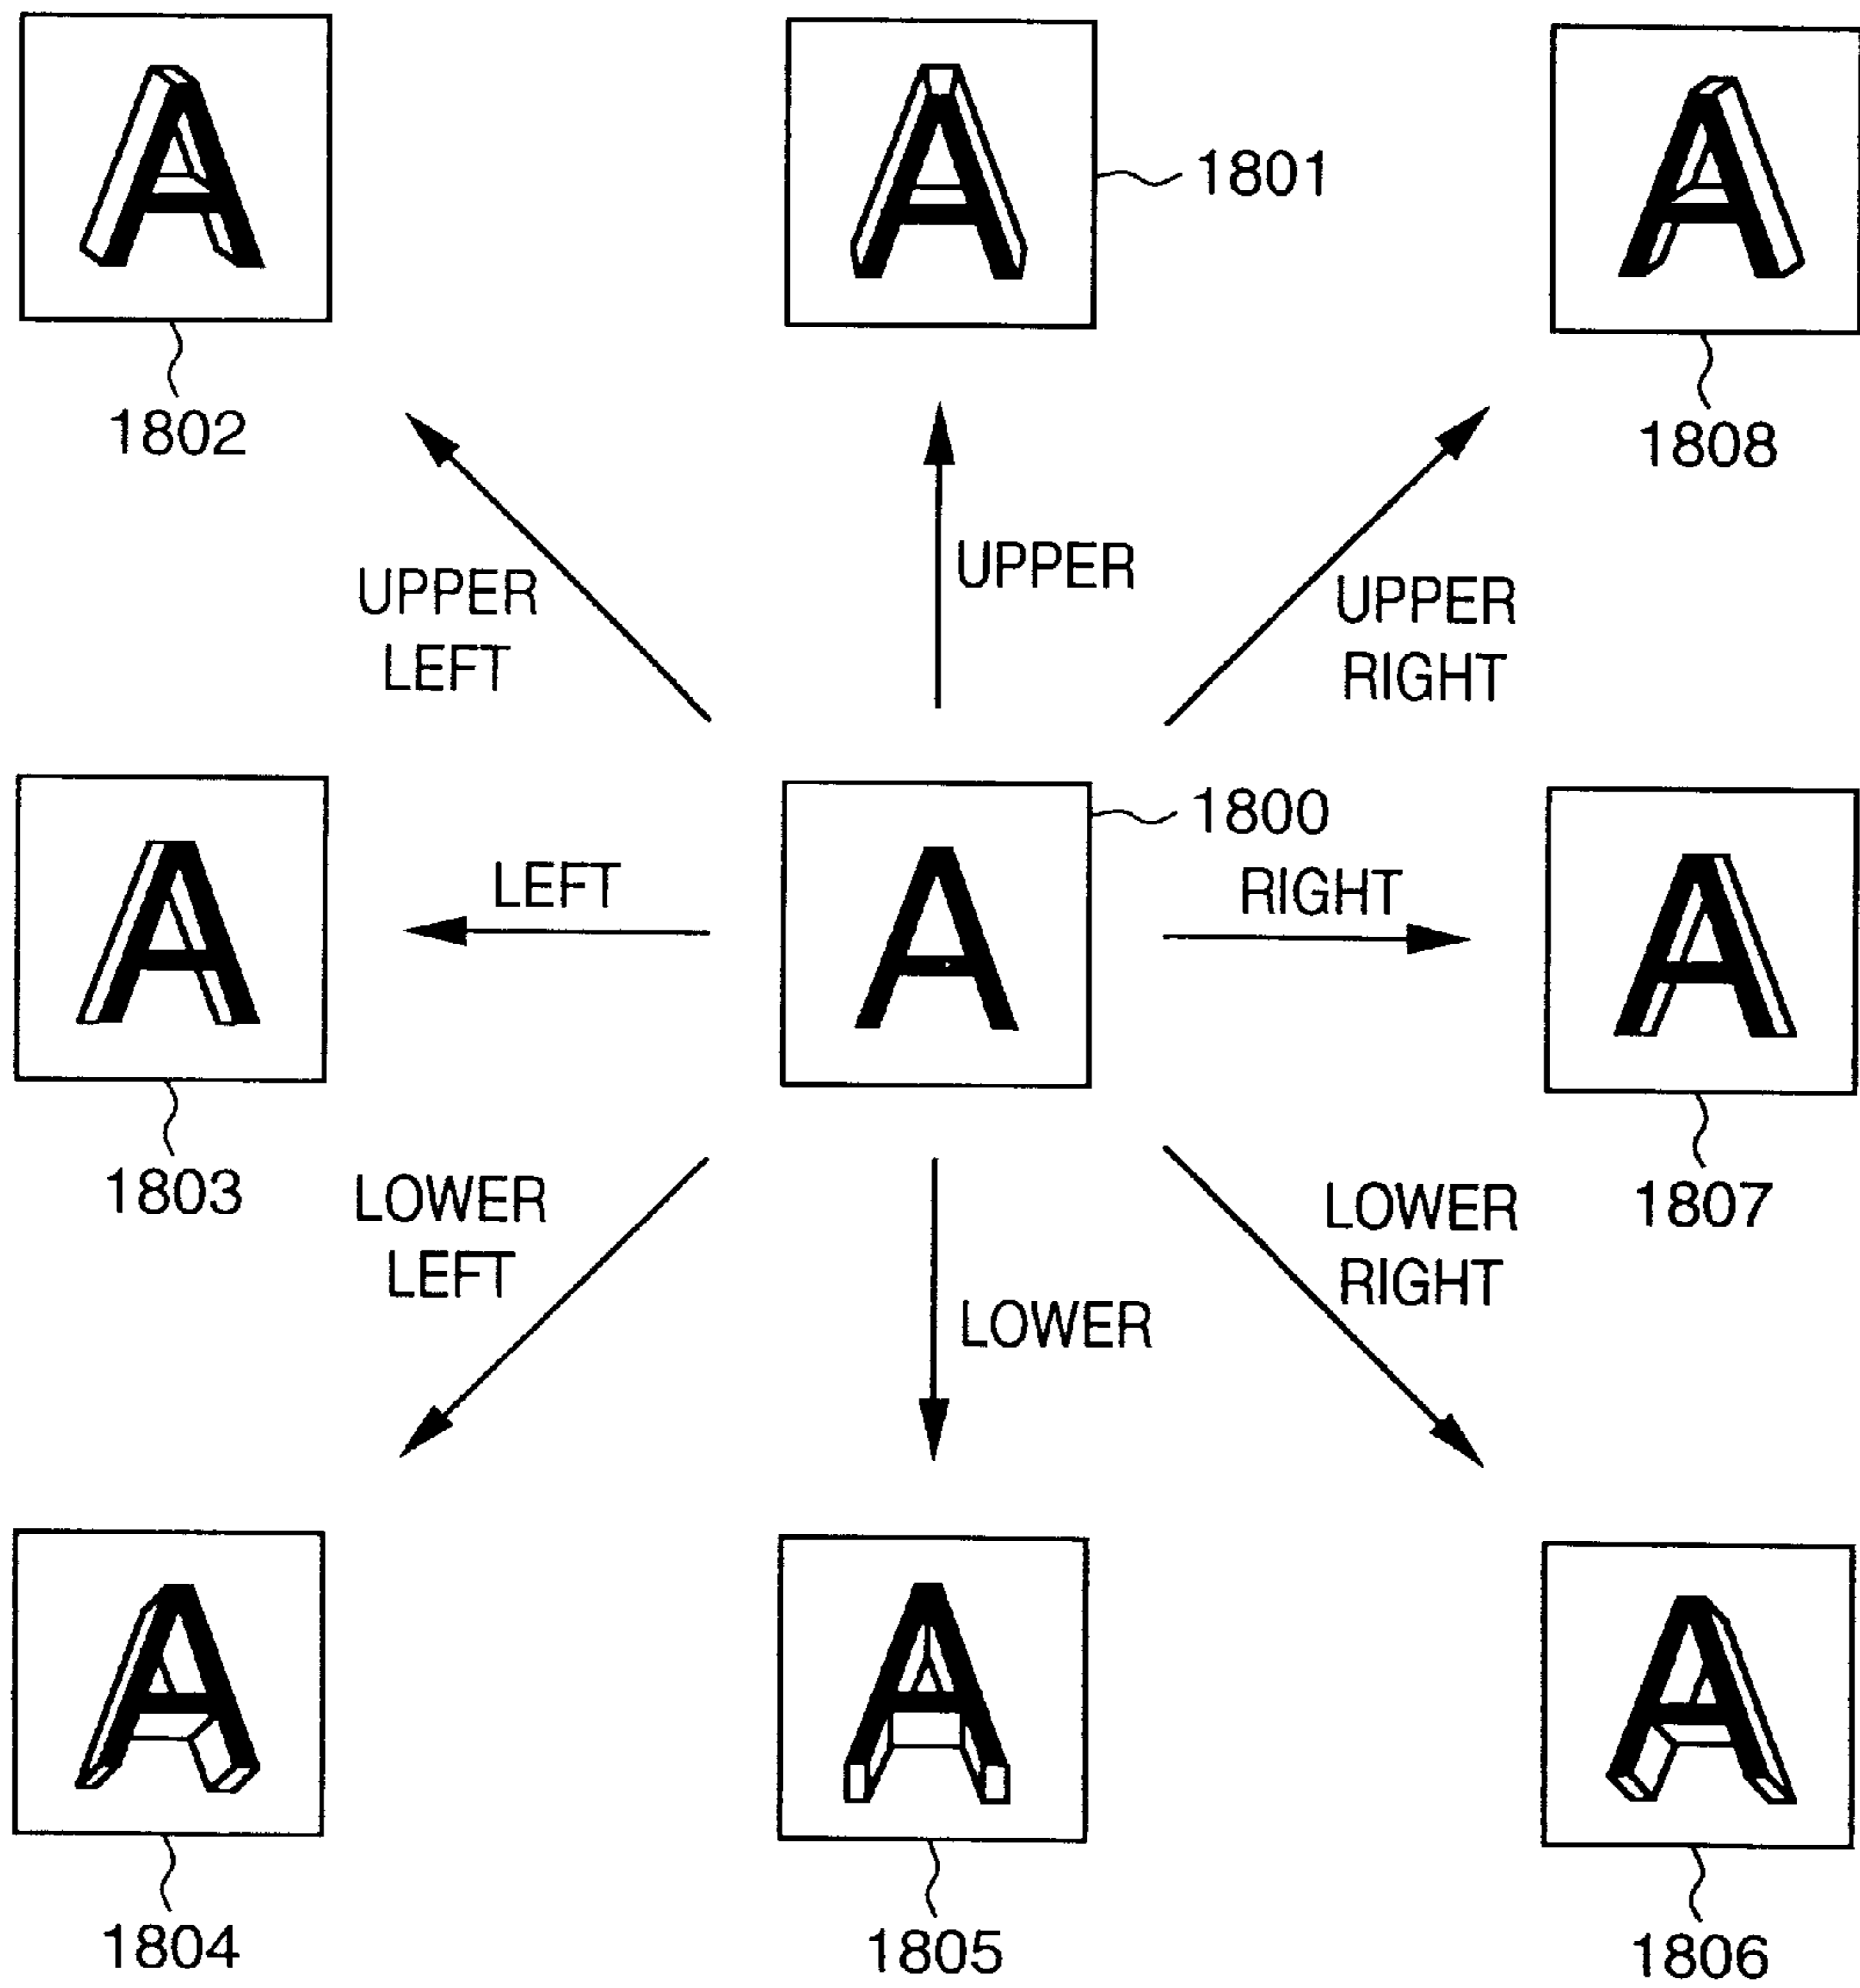 A
A
A
1801
1802
1808
UPPER
LEFT
UPPER
UPPER
RIGHT
A
LEFT
A
1800
RIGHT
A
1803
1807
LOWER
LEFT
LOWER
LOWER
RIGHT
A
A
A
1804
1805
1806